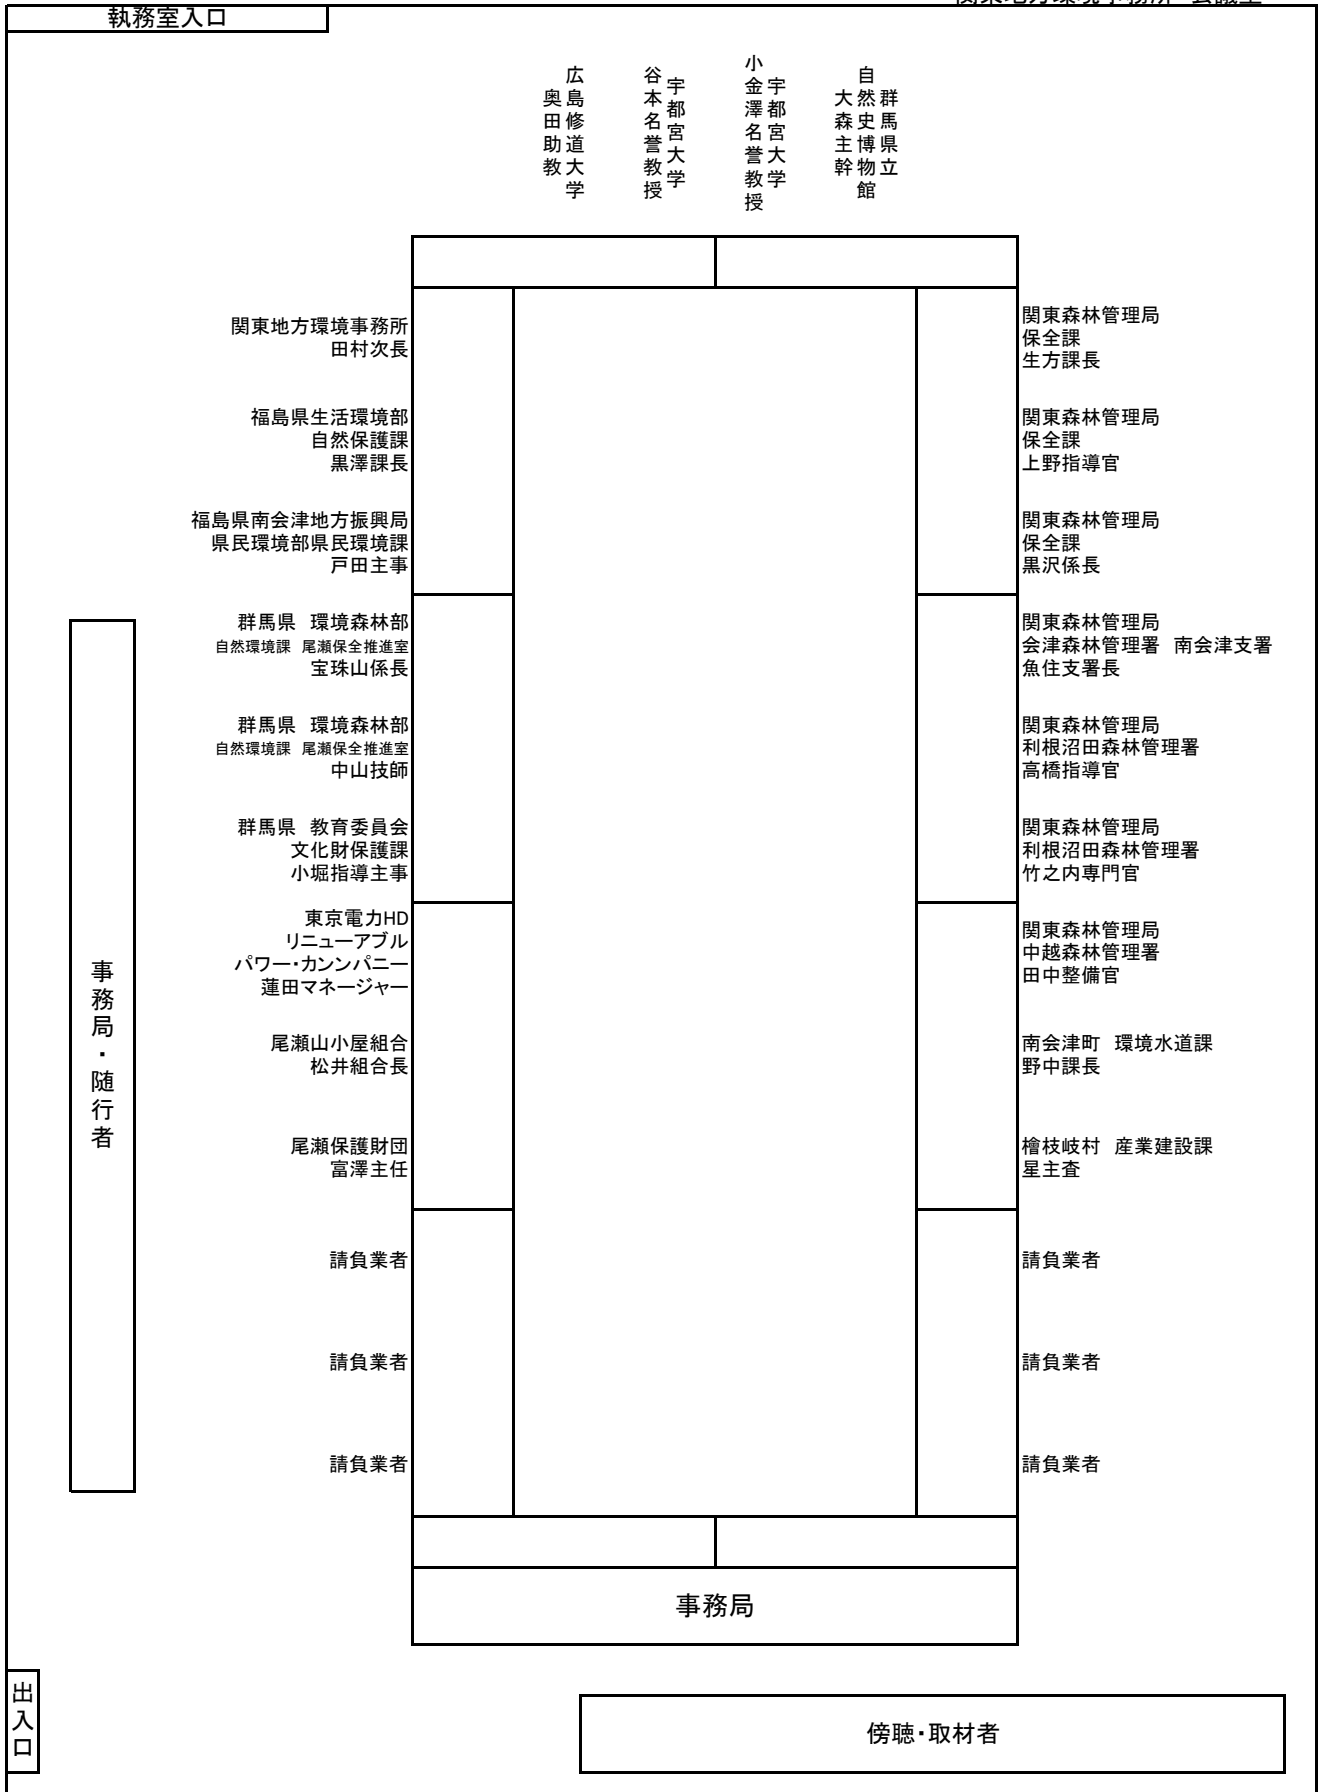 執務室入口
広島修道大学
奥田助教
宇都宮大学
谷本名誉教授
宇都宮大学
小金澤名誉教授
群馬県立
自然史博物館
大森主幹
関東地方環境事務所
田村次長
福島県生活環境部
自然保護課
黒澤課長
福島県南会津地方振興局
県民環境部県民環境課
戸田主事
群馬県 環境森林部
自然環境課 尾瀬保全推進室
宝珠山係長
群馬県 環境森林部
自然環境課 尾瀬保全推進室
中山技師
群馬県 教育委員会
文化財保護課
小堀指導主事
東京電力HD
リニューアブル
パワー・カンンパニー
蓮田マネージャー
尾瀬山小屋組合
松井組合長
尾瀬保護財団
富澤主任
請負業者
請負業者
請負業者
関東森林管理局
保全課
生方課長
関東森林管理局
保全課
上野指導官
関東森林管理局
保全課
黒沢係長
関東森林管理局
会津森林管理署 南会津支署
魚住支署長
関東森林管理局
利根沼田森林管理署
高橋指導官
関東森林管理局
利根沼田森林管理署
竹之内専門官
関東森林管理局
中越森林管理署
田中整備官
南会津町 環境水道課
野中課長
檜枝岐村 産業建設課
星主査
請負業者
請負業者
請負業者
事務局・随行者
事務局
出入口
傍聴・取材者